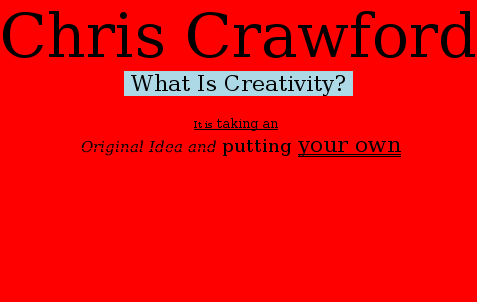 Chris Crawford
What Is Creativity?
It is taking an
Original Idea and putting your own